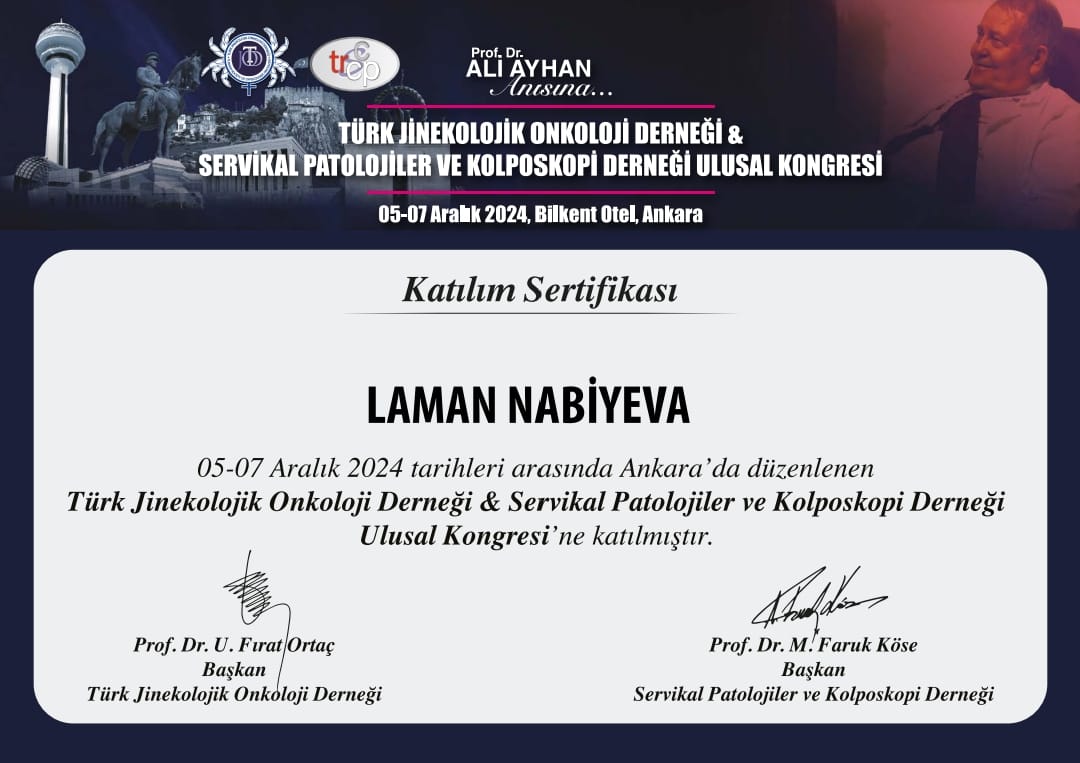 Prof. Dr.
ALİ AYHAN
Anısına...
trccp
TÜRK JİNEKOLOJİK ONKOLOJİ DERNEĞİ &
SERVİKAL PATOLOJİLER VE KOLPOSKOPİ DERNEĞİ ULUSAL KONGRESİ
05-07 Aralık 2024, Bilkent Otel, Ankara
Katılım Sertifikası
LAMAN NABİYEVA
05-07 Aralık 2024 tarihleri arasında Ankara’da düzenlenen
Türk Jinekolojik Onkoloji Derneği & Servikal Patolojiler ve Kolposkopi Derneği
Ulusal Kongresi’ne katılmıştır.
Prof. Dr. U. Fırat Ortaç
Başkan
Türk Jinekolojik Onkoloji Derneği
Prof. Dr. M. Faruk Köse
Başkan
Servikal Patolojiler ve Kolposkopi Derneği